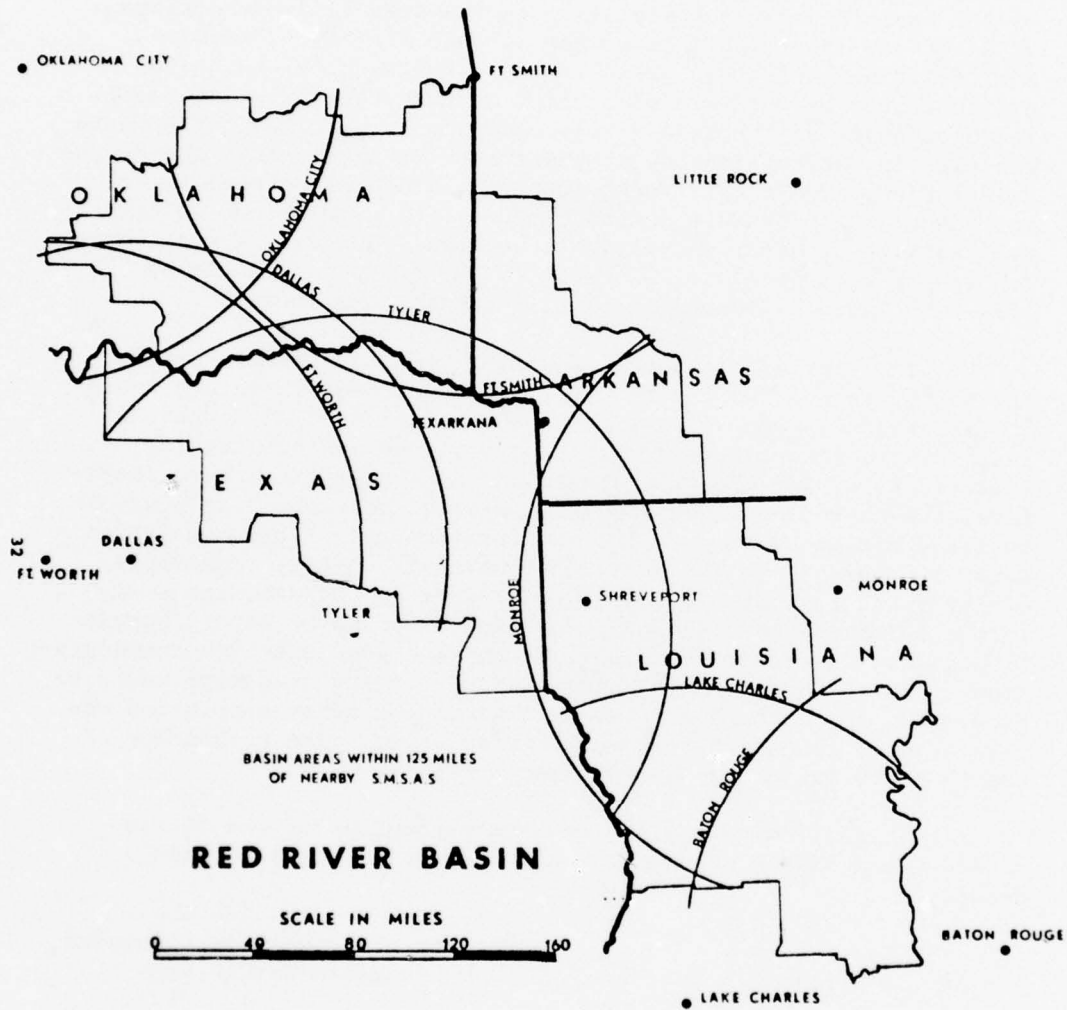 OKLAHOMA CITY
FT SMITH
LITTLE ROCK
OKLAHOMA
OKLAHOMA CITY
DALLAS
TYLER
FT. WORTH
FT. SMITH
ARKANSAS
TEXARKANA
TEXAS
32
DALLAS
FT. WORTH
TYLER
MONROE
SHREVEPORT
MONROE
LOUISIANA
LAKE CHARLES
BATON ROUGE
BASIN AREAS WITHIN 125 MILES
OF NEARBY S.M.S.A.S
RED RIVER BASIN
SCALE IN MILES
0 40 80 120 160
BATON ROUGE
LAKE CHARLES